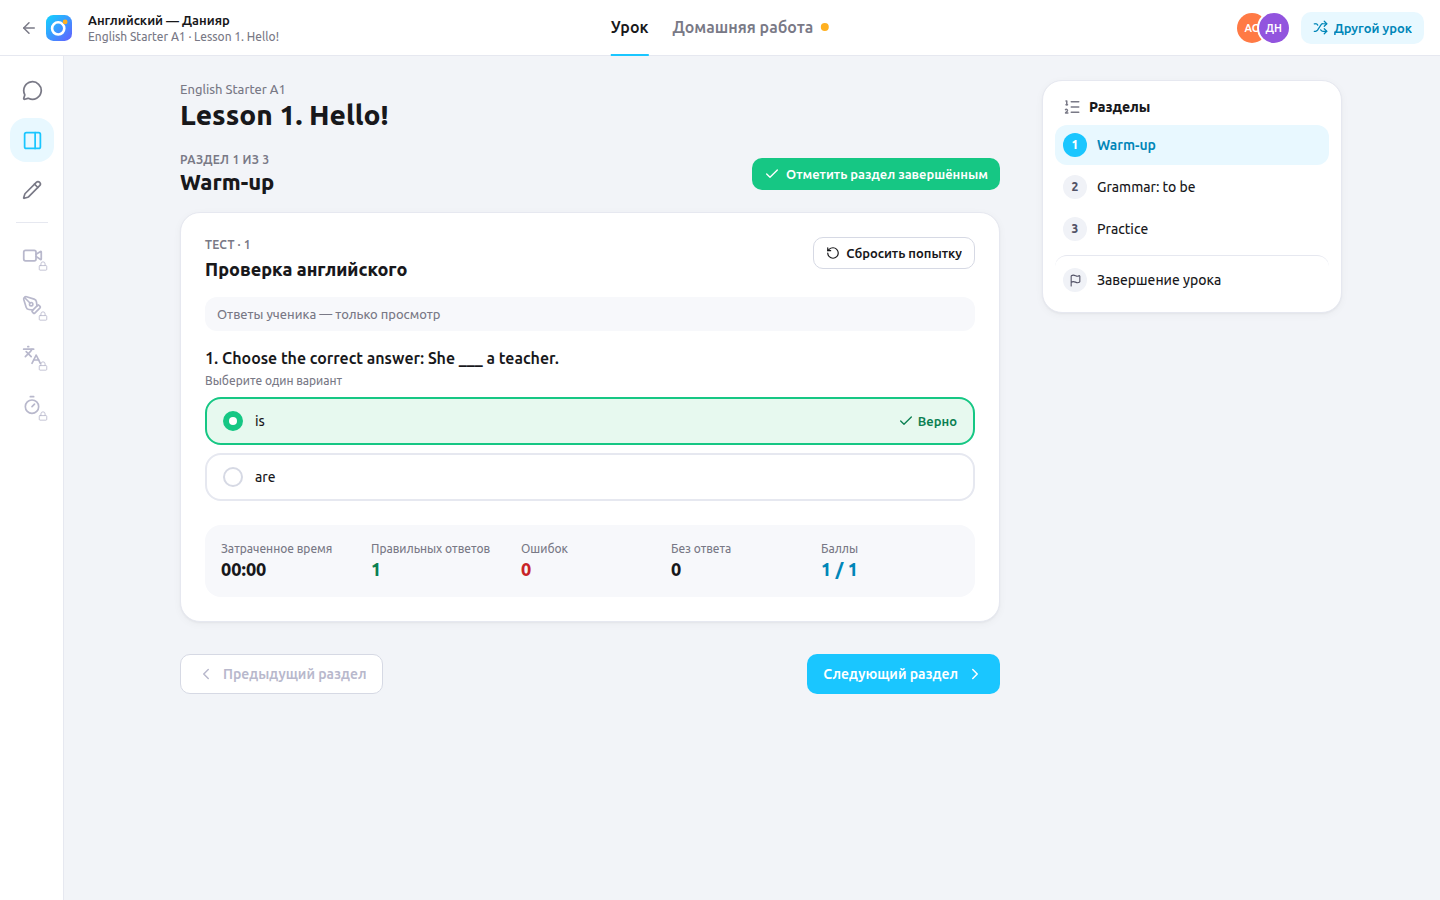 Английский — Данияр
English Starter A1 · Lesson 1. Hello!
Урок
Домашняя работа
АС
ДН
Другой урок
English Starter A1
Lesson 1. Hello!
РАЗДЕЛ 1 ИЗ 3
Warm-up
Отметить раздел завершённым
ТЕСТ · 1
Проверка английского
Сбросить попытку
Ответы ученика — только просмотр
1. Choose the correct answer: She ___ a teacher.
Выберите один вариант
is
Верно
are
Затраченное время
00:00
Правильных ответов
1
Ошибок
0
Без ответа
0
Баллы
1 / 1
Предыдущий раздел
Следующий раздел
Разделы
1 Warm-up
2 Grammar: to be
3 Practice
Завершение урока